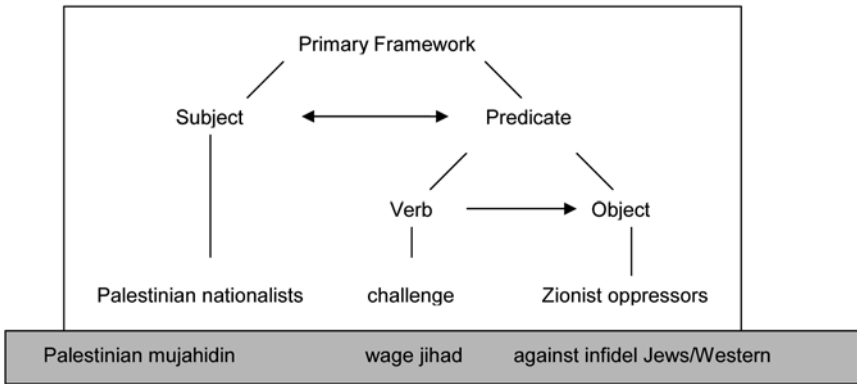 Primary Framework
Subject Predicate
Verb Object
Palestinian nationalists challenge Zionist oppressors
Palestinian mujahidin wage jihad against infidel Jews/Western